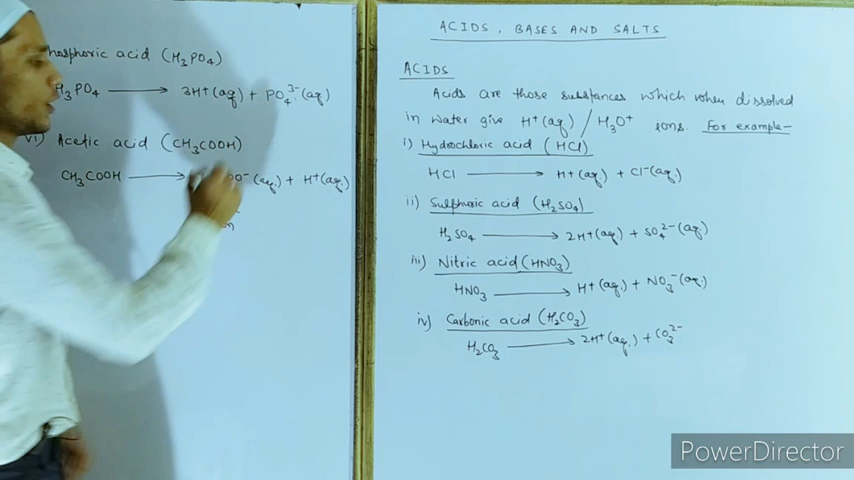 (H₃PO₄)
H₃PO₄ ⟶ 3H⁺(aq) + PO₄³⁻(aq)
vi) Acetic acid (CH₃COOH)
CH₃COOH ⟶ OO⁻(aq.) + H⁺(aq.)
ACIDS, BASES AND SALTS
ACIDS
Acids are those substances which when dissolved
in water give H⁺(aq) / H₃O⁺ ions. For example-
i) Hydrochloric acid (HCl)
HCl ⟶ H⁺(aq) + Cl⁻(aq)
ii) Sulphuric acid (H₂SO₄)
H₂SO₄ ⟶ 2H⁺(aq) + SO₄²⁻(aq)
iii) Nitric acid (HNO₃)
HNO₃ ⟶ H⁺(aq) + NO₃⁻(aq.)
iv) Carbonic acid (H₂CO₃)
H₂CO₃ ⟶ 2H⁺(aq.) + CO₃²⁻
PowerDirector